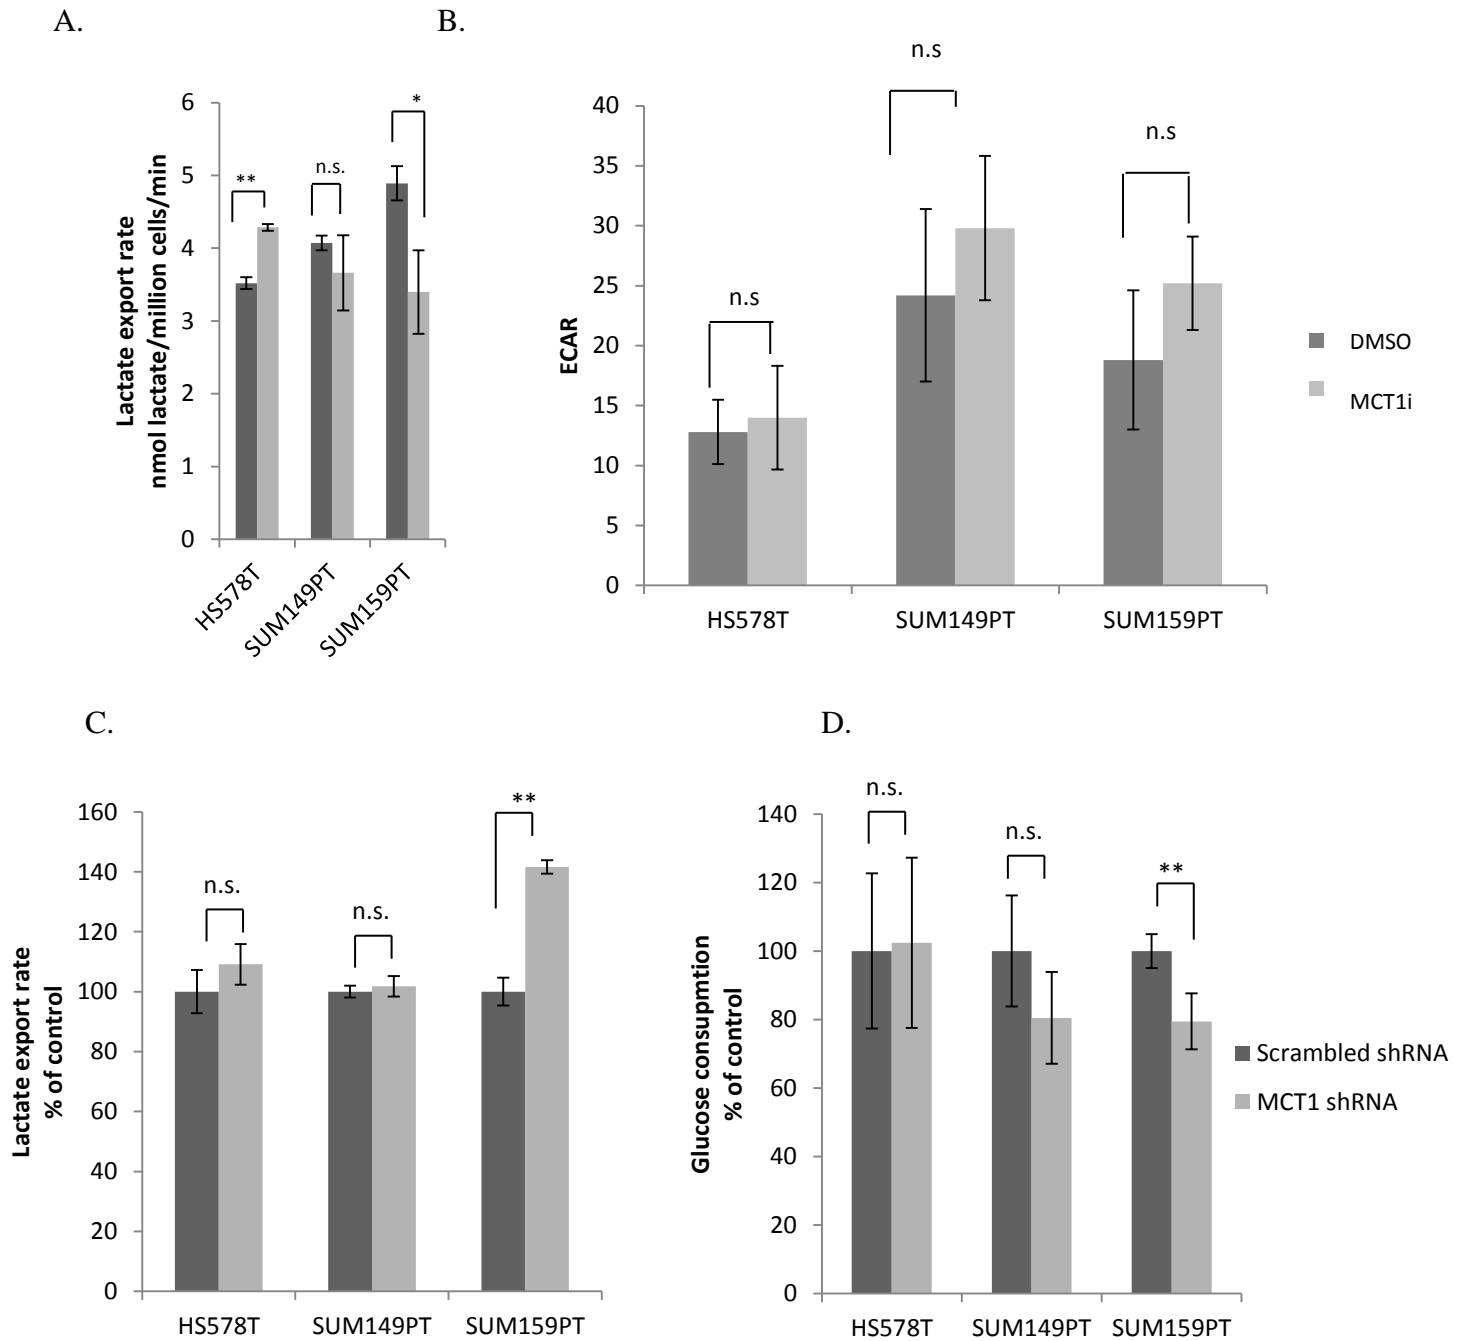 A.
B.
Lactate export rate
nmol lactate/million cells/min
6
5
4
3
2
1
0
**
n.s.
*
HS578T
SUM149PT
SUM159PT
ECAR
40
35
30
25
20
15
10
5
0
n.s
n.s
n.s
HS578T
SUM149PT
SUM159PT
DMSO
MCT1i
C.
D.
Lactate export rate
% of control
160
140
120
100
80
60
40
20
0
n.s.
n.s.
**
HS578T
SUM149PT
SUM159PT
Glucose consupmtion
% of control
140
120
100
80
60
40
20
0
n.s.
n.s.
**
HS578T
SUM149PT
SUM159PT
Scrambled shRNA
MCT1 shRNA